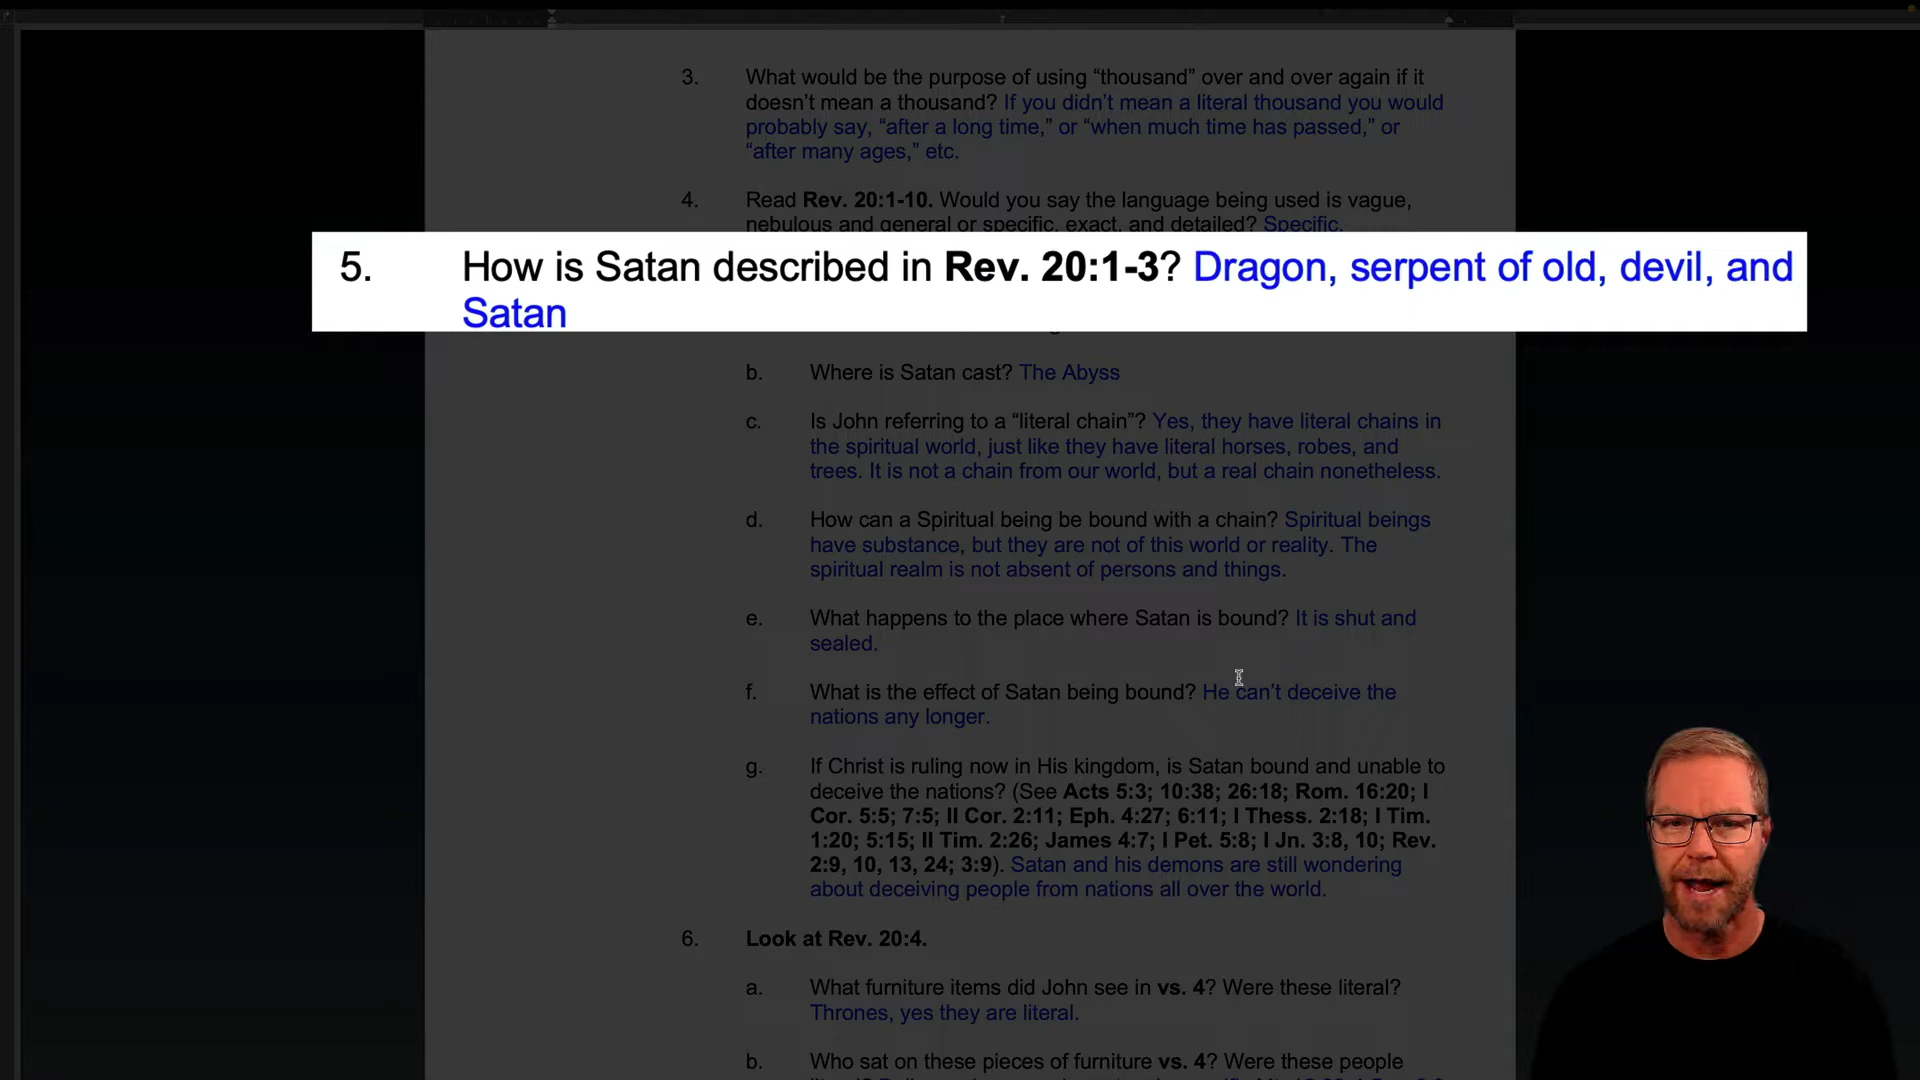 3. What would be the purpose of using “thousand” over and over again if it
doesn’t mean a thousand? If you didn’t mean a literal thousand you would
probably say, “after a long time,” or “when much time has passed,” or
“after many ages,” etc.
4. Read Rev. 20:1-10. Would you say the language being used is vague,
nebulous and general or specific, exact, and detailed? Specific.
5. How is Satan described in Rev. 20:1-3? Dragon, serpent of old, devil, and
Satan
b. Where is Satan cast? The Abyss
c. Is John referring to a “literal chain”? Yes, they have literal chains in
the spiritual world, just like they have literal horses, robes, and
trees. It is not a chain from our world, but a real chain nonetheless.
d. How can a Spiritual being be bound with a chain? Spiritual beings
have substance, but they are not of this world or reality. The
spiritual realm is not absent of persons and things.
e. What happens to the place where Satan is bound? It is shut and
sealed.
f. What is the effect of Satan being bound? He can’t deceive the
nations any longer.
g. If Christ is ruling now in His kingdom, is Satan bound and unable to
deceive the nations? (See Acts 5:3; 10:38; 26:18; Rom. 16:20; I
Cor. 5:5; 7:5; II Cor. 2:11; Eph. 4:27; 6:11; I Thess. 2:18; I Tim.
1:20; 5:15; II Tim. 2:26; James 4:7; I Pet. 5:8; I Jn. 3:8, 10; Rev.
2:9, 10, 13, 24; 3:9). Satan and his demons are still wondering
about deceiving people from nations all over the world.
6. Look at Rev. 20:4.
a. What furniture items did John see in vs. 4? Were these literal?
Thrones, yes they are literal.
b. Who sat on these pieces of furniture vs. 4? Were these people